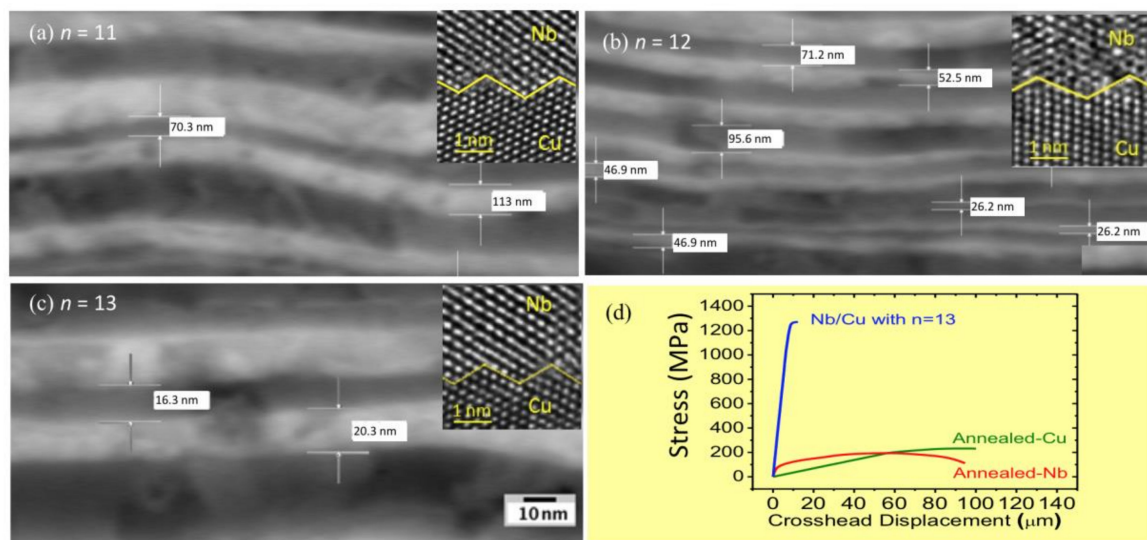 (a) n = 11
Nb
70.3 nm
1 nm
Cu
113 nm
(b) n = 12
Nb
71.2 nm
52.5 nm
95.6 nm
1 nm
Cu
46.9 nm
26.2 nm
26.2 nm
46.9 nm
(c) n = 13
Nb
16.3 nm
1 nm
Cu
20.3 nm
10 nm
(d)
Stress (MPa)
1400
1200
1000
800
600
400
200
0
Nb/Cu with n=13
Annealed-Cu
Annealed-Nb
0 20 40 60 80 100 120 140
Crosshead Displacement (μm)